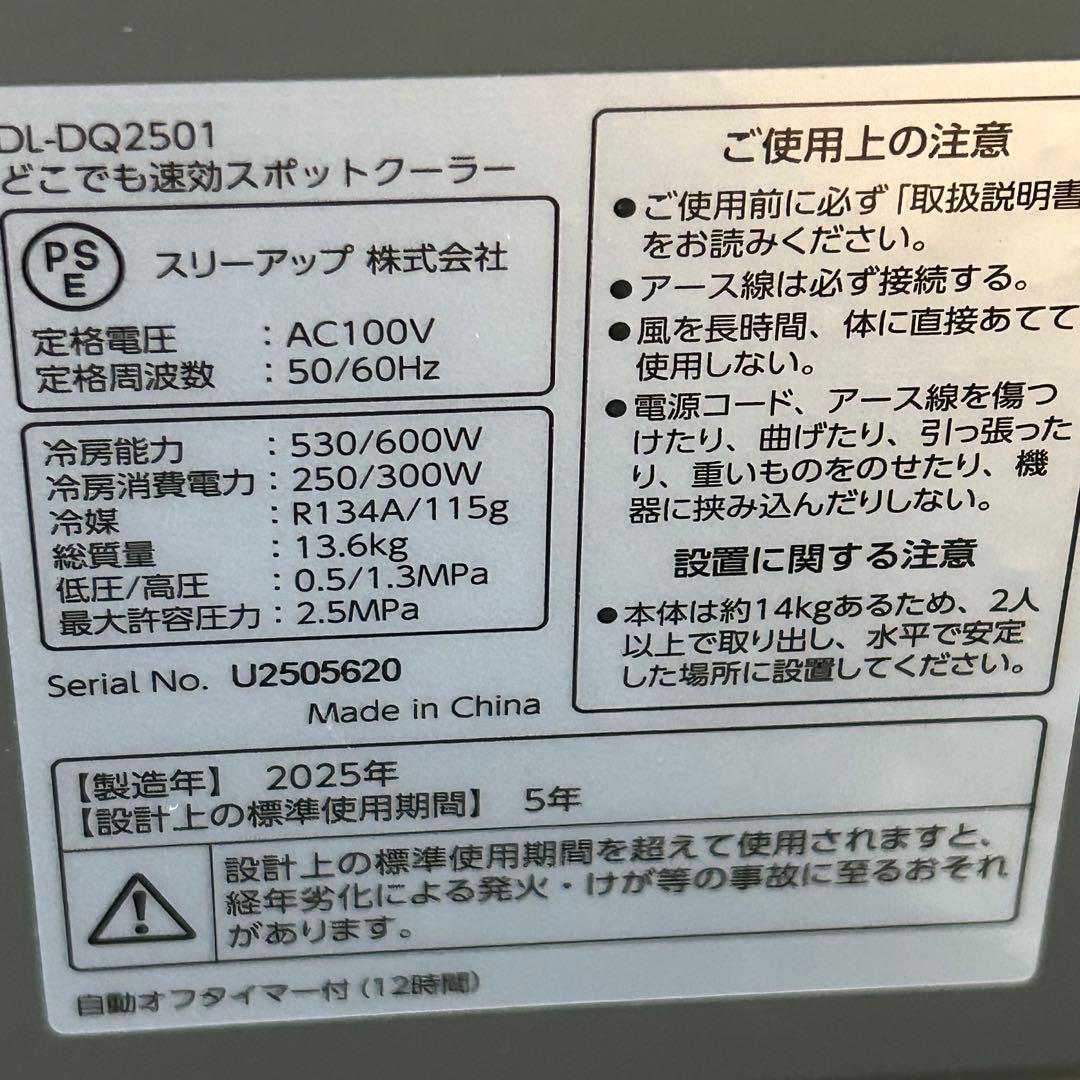 DL-DQ2501
どこでも速効スポットクーラー
PSE
スリーアップ 株式会社
定格電圧 : AC100V
定格周波数 : 50/60Hz
冷房能力 : 530/600W
冷房消費電力 : 250/300W
冷媒 : R134A/115g
総質量 : 13.6kg
低圧/高圧 : 0.5/1.3MPa
最大許容圧力 : 2.5MPa
Serial No. U2505620
Made in China
ご使用上の注意
●ご使用前に必ず「取扱説明書
をお読みください。
●アース線は必ず接続する。
●風を長時間、体に直接あてて
使用しない。
●電源コード、アース線を傷つ
けたり、曲げたり、引っ張った
り、重いものをのせたり、機
器に挟み込んだりしない。
設置に関する注意
●本体は約14kgあるため、2人
以上で取り出し、水平で安定
した場所に設置してください。
【製造年】 2025年
【設計上の標準使用期間】 5年
設計上の標準使用期間を超えて使用されますと、
経年劣化による発火・けが等の事故に至るおそれ
があります。
自動オフタイマー付(12時間)